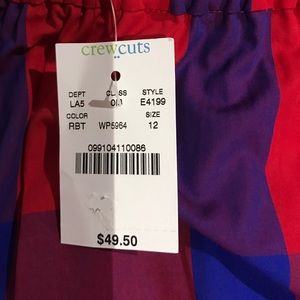 crewcuts
DEPT CLASS STYLE
LA5 E4199
COLOR SIZE
RBT WP5964 12
099104110086
$49.50